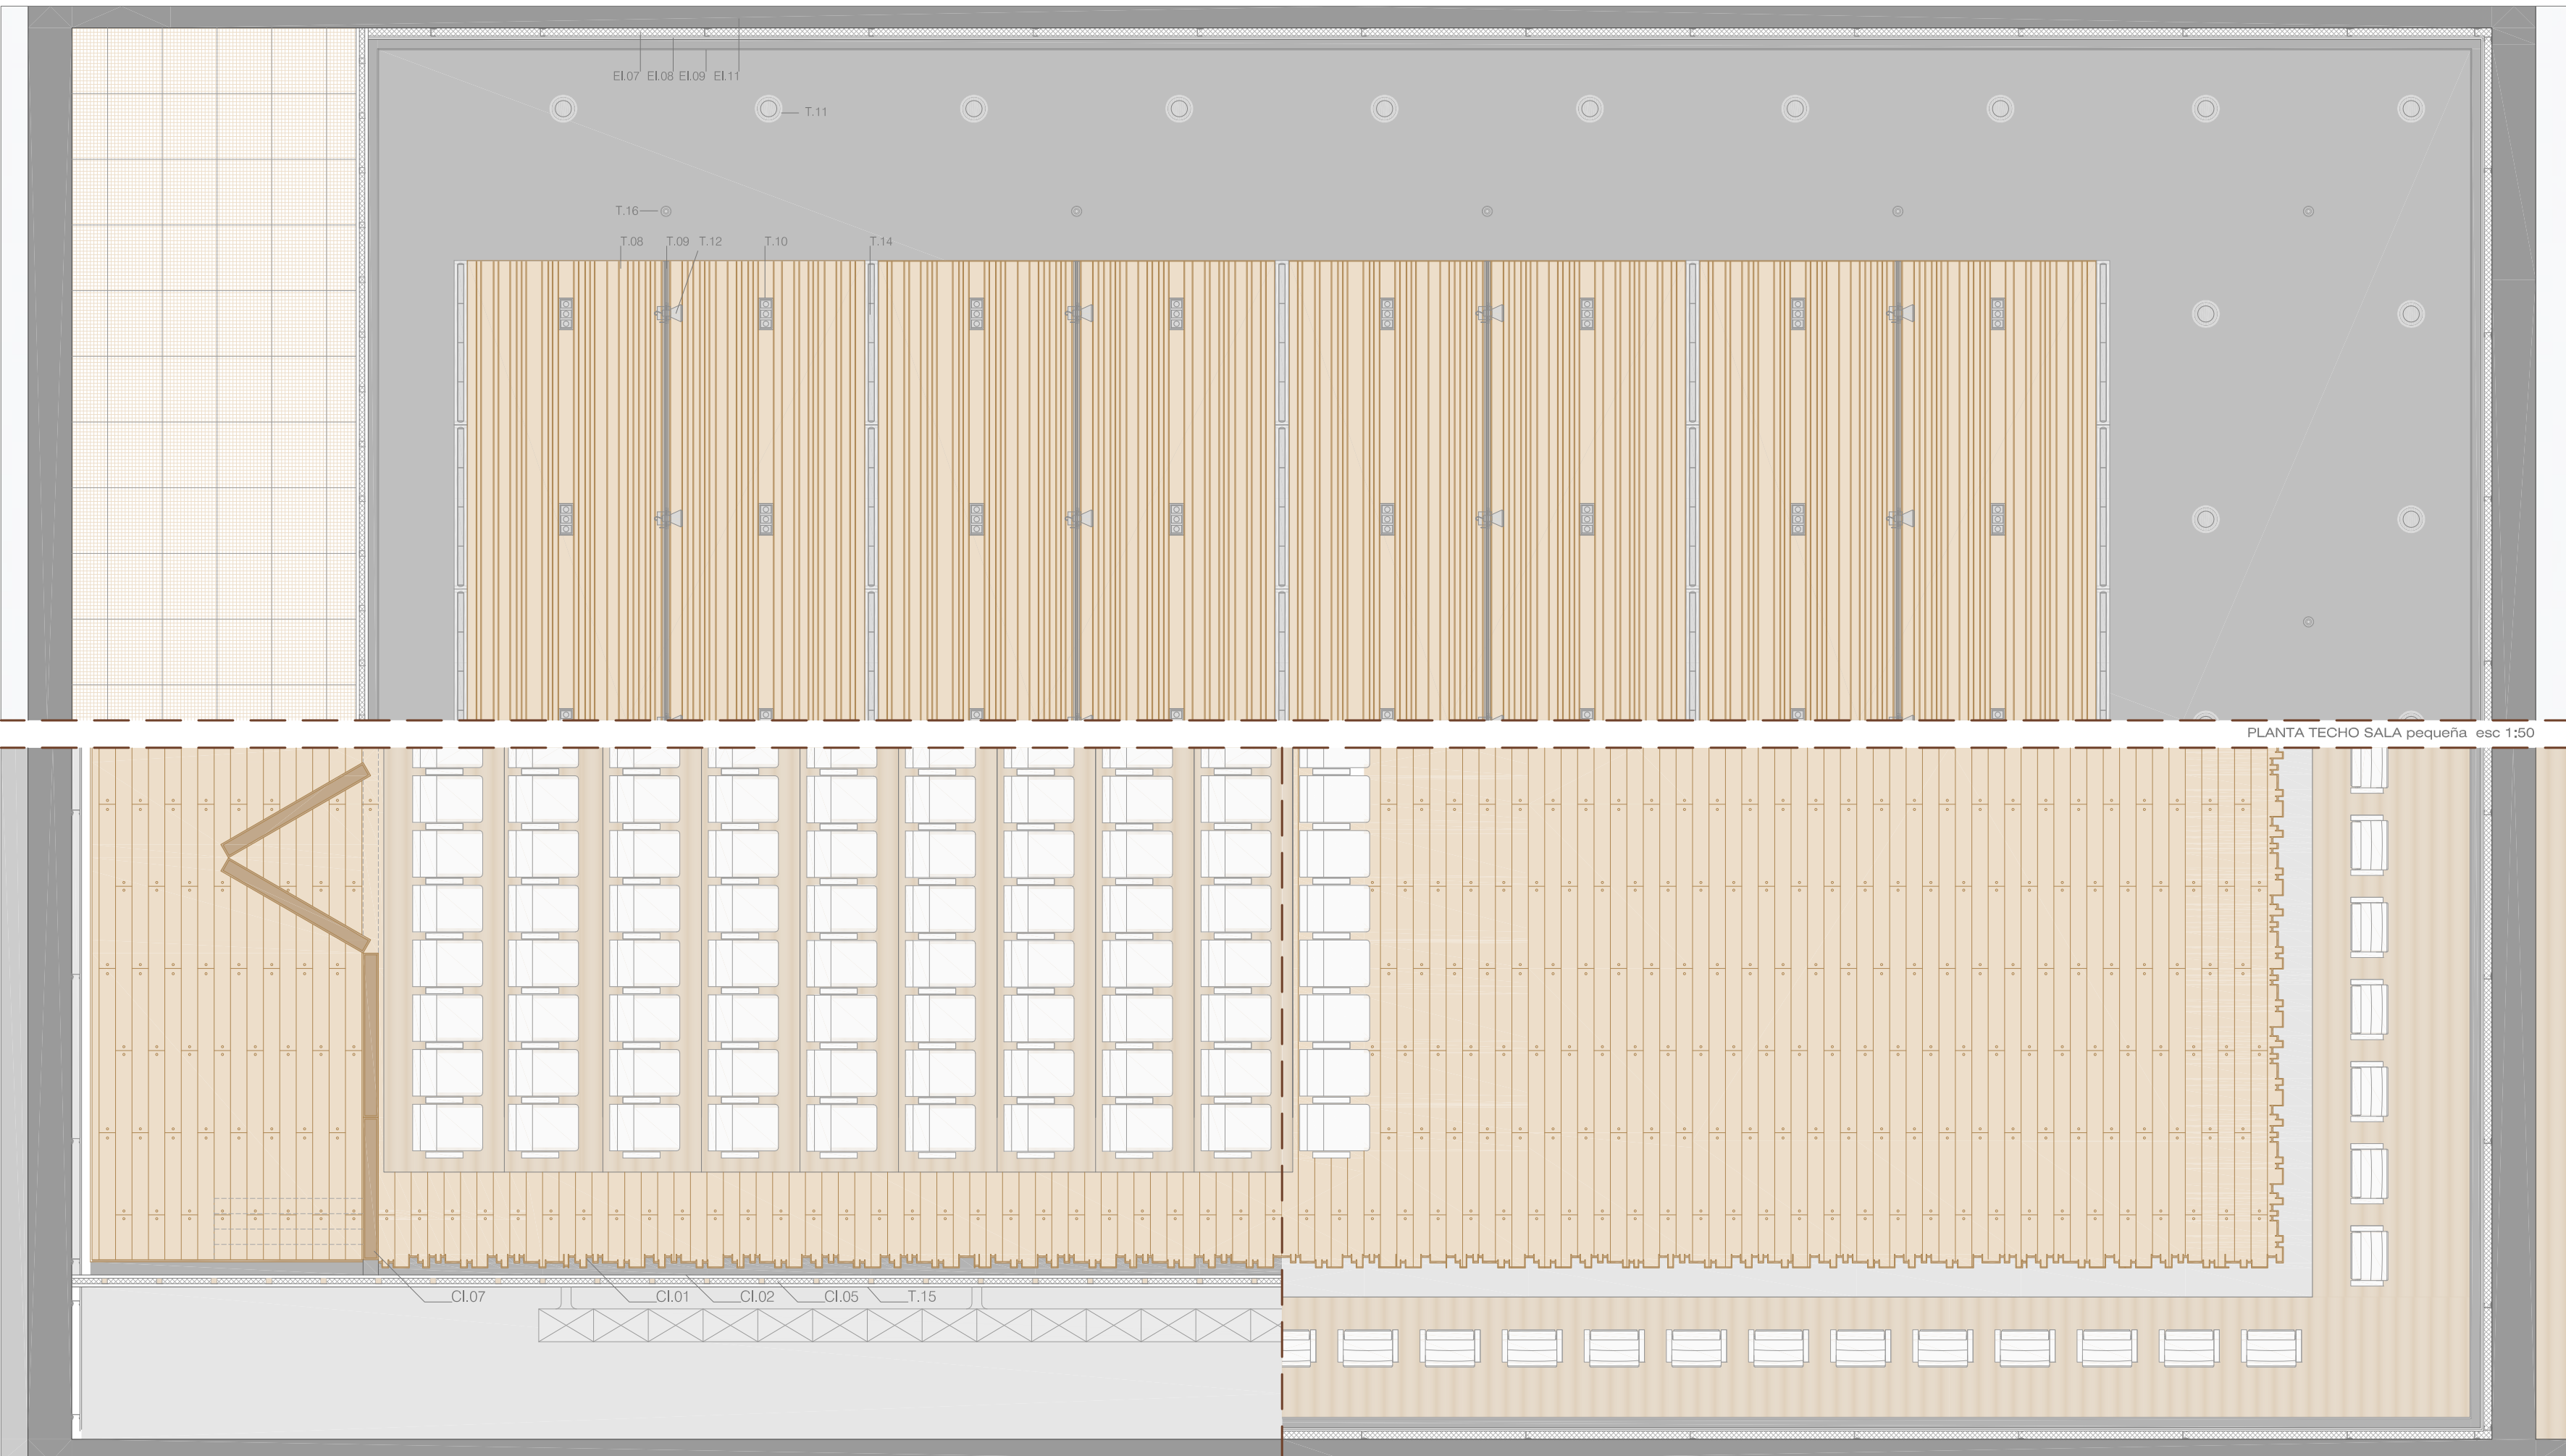 EI.07 EI.08 EI.09 EI.11
T.11
T.16
T.08 T.09 T.12 T.10 T.14
PLANTA TECHO SALA pequeña esc 1:50
CI.07 CI.01 CI.02 CI.05 T.15